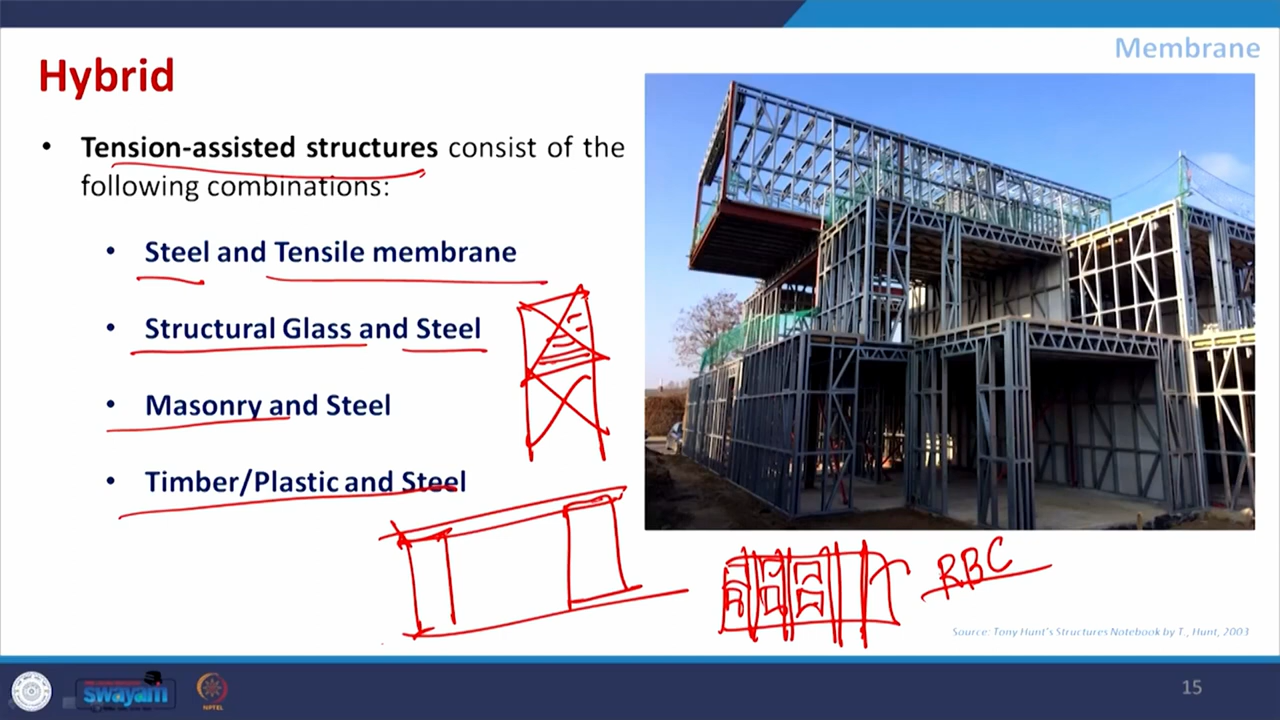 Membrane
Hybrid
• Tension-assisted structures consist of the
following combinations:
• Steel and Tensile membrane
• Structural Glass and Steel
• Masonry and Steel
• Timber/Plastic and Steel
RBC
Source: Tony Hunt's Structures Notebook by T., Hunt, 2003
swayam
NPTEL
15